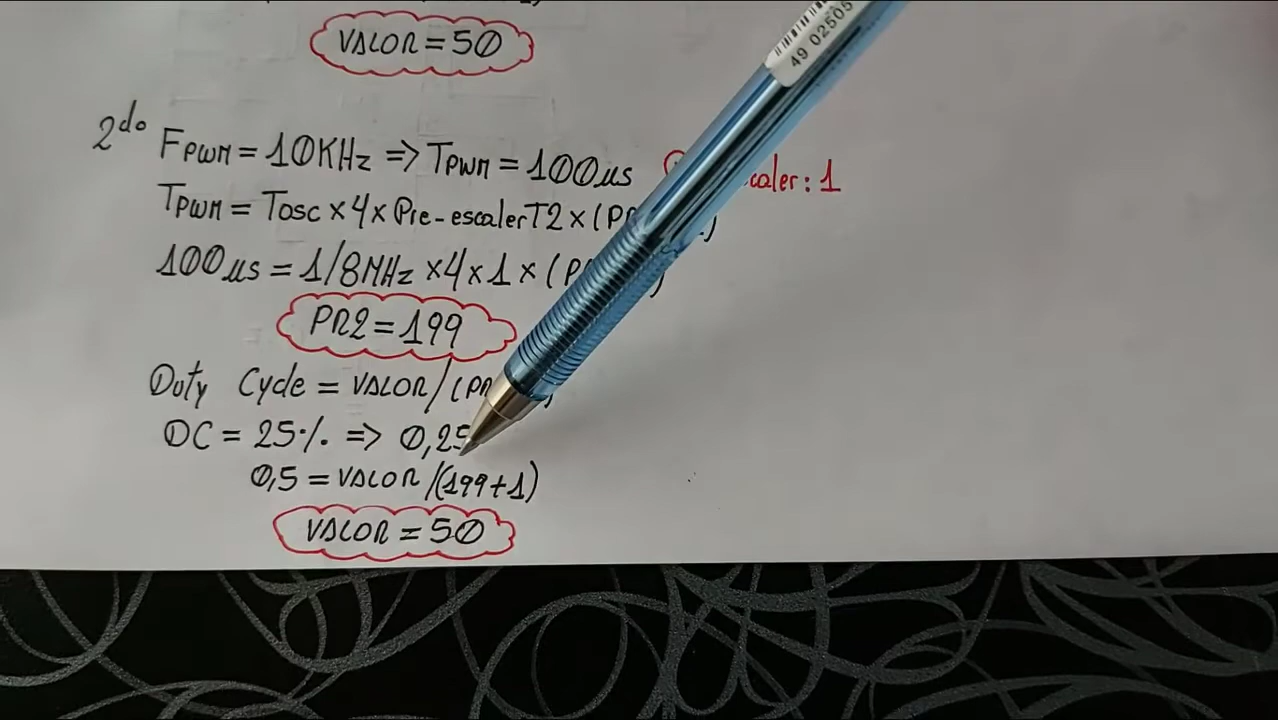 VALOR = 50
2do FPWM = 10KHz => TPWM = 100us caler: 1
TPWM = Tosc x 4 x Pre-escalerT2 x (P
100us = 1/8MHz x 4 x 1 x (P
PR2 = 199
Duty Cycle = VALOR/(PR
DC = 25% => 0,25
0,5 = VALOR/(199+1)
VALOR = 50
49 02505